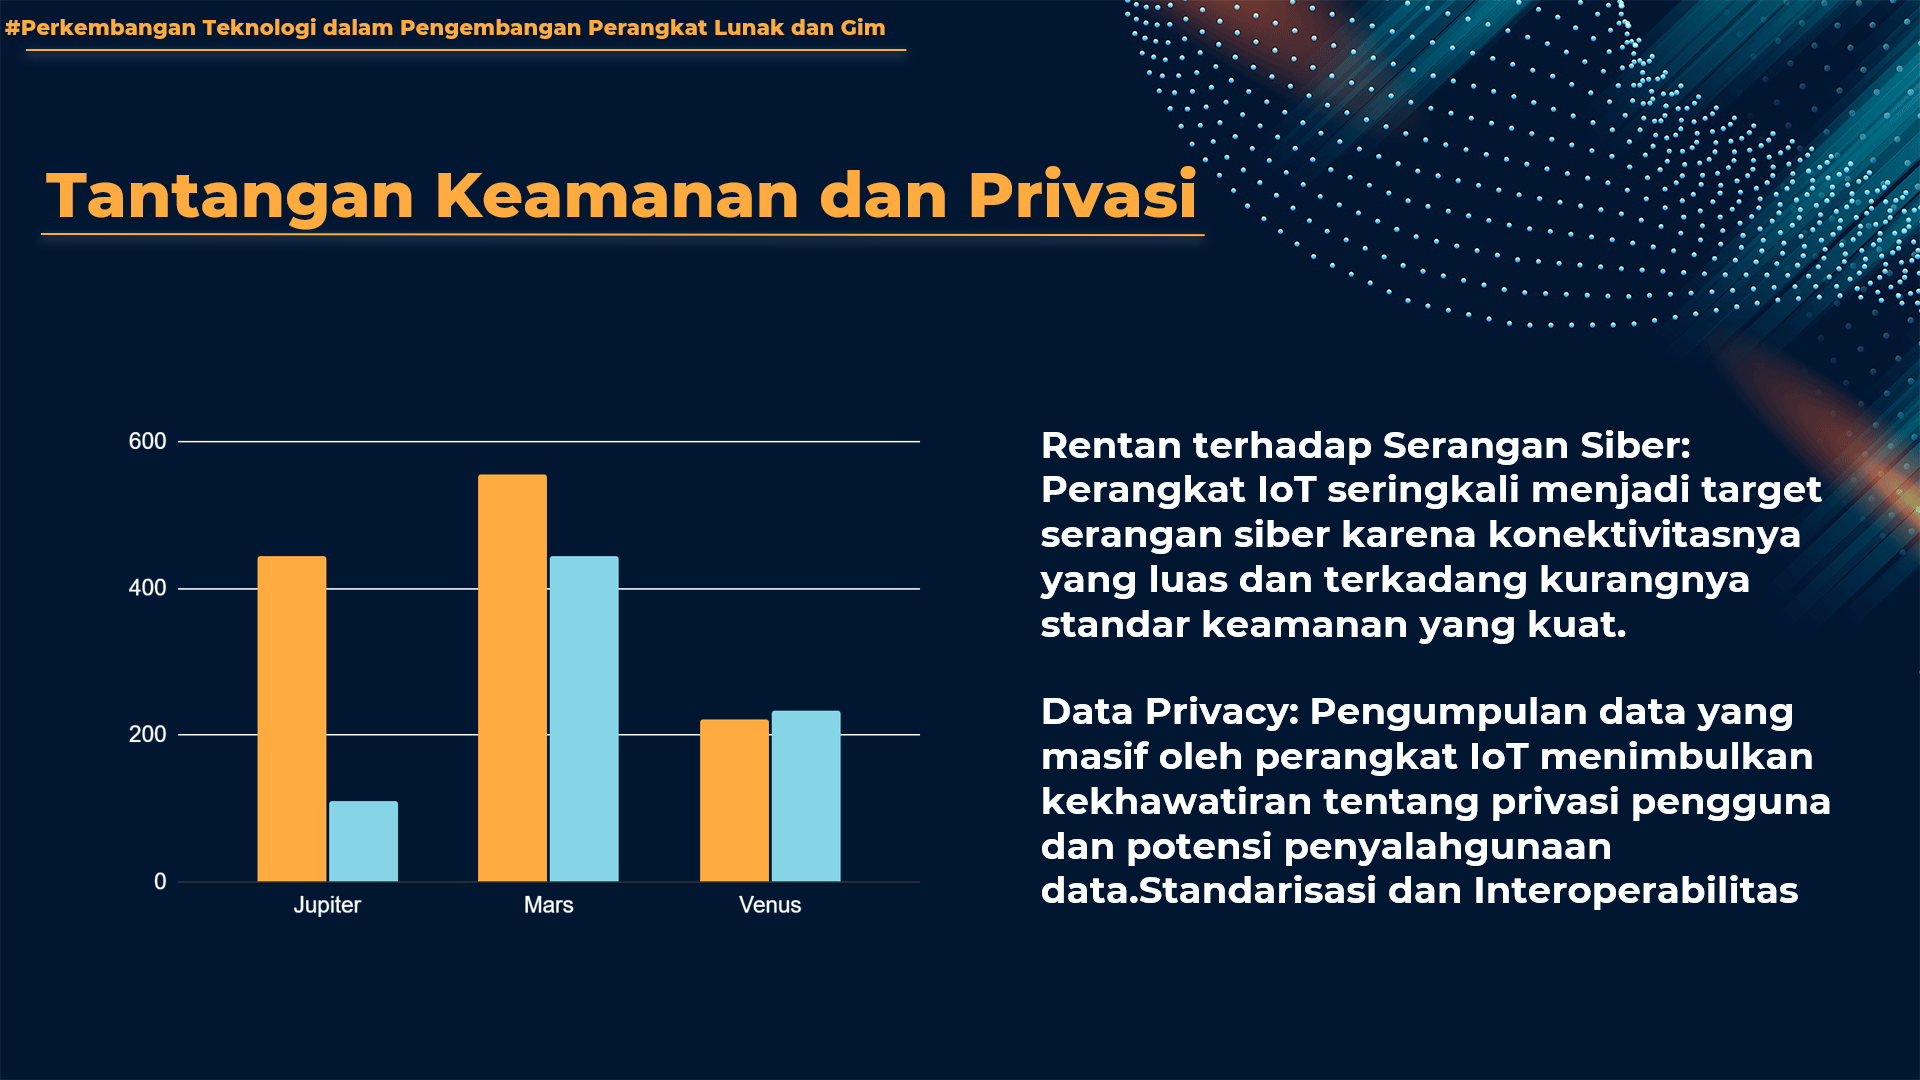 #Perkembangan Teknologi dalam Pengembangan Perangkat Lunak dan Gim
Tantangan Keamanan dan Privasi
600
400
200
0
Jupiter
Mars
Venus
Rentan terhadap Serangan Siber:
Perangkat IoT seringkali menjadi target
serangan siber karena konektivitasnya
yang luas dan terkadang kurangnya
standar keamanan yang kuat.
Data Privacy: Pengumpulan data yang
masif oleh perangkat IoT menimbulkan
kekhawatiran tentang privasi pengguna
dan potensi penyalahgunaan
data.Standarisasi dan Interoperabilitas